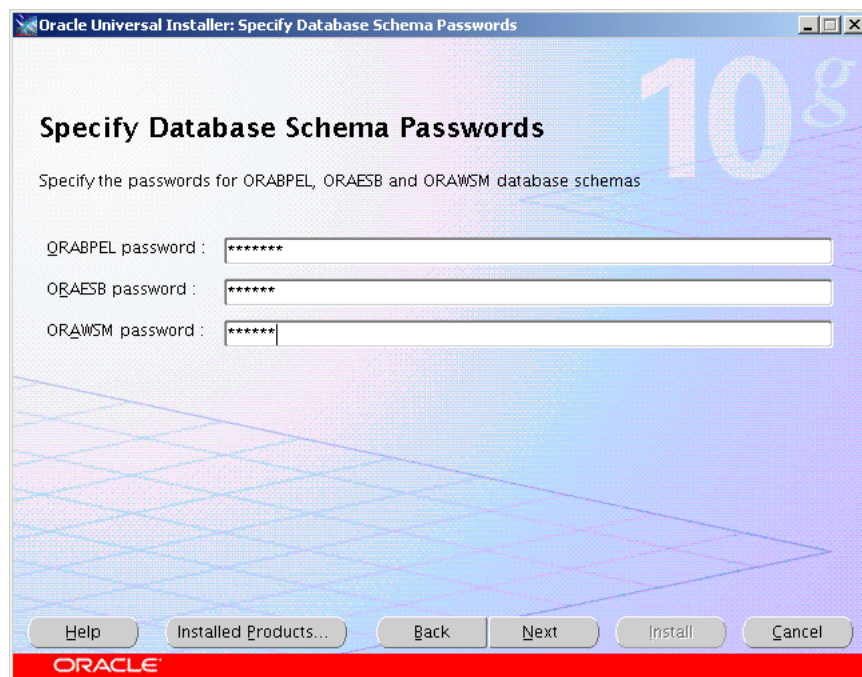 Oracle Universal Installer: Specify Database Schema Passwords
10g
Specify Database Schema Passwords
Specify the passwords for ORABPEL, ORAESB and ORAWSM database schemas
ORABPEL password : *******
ORAESB password : ******
ORAWSM password : ******
Help Installed Products... Back Next Install Cancel
ORACLE